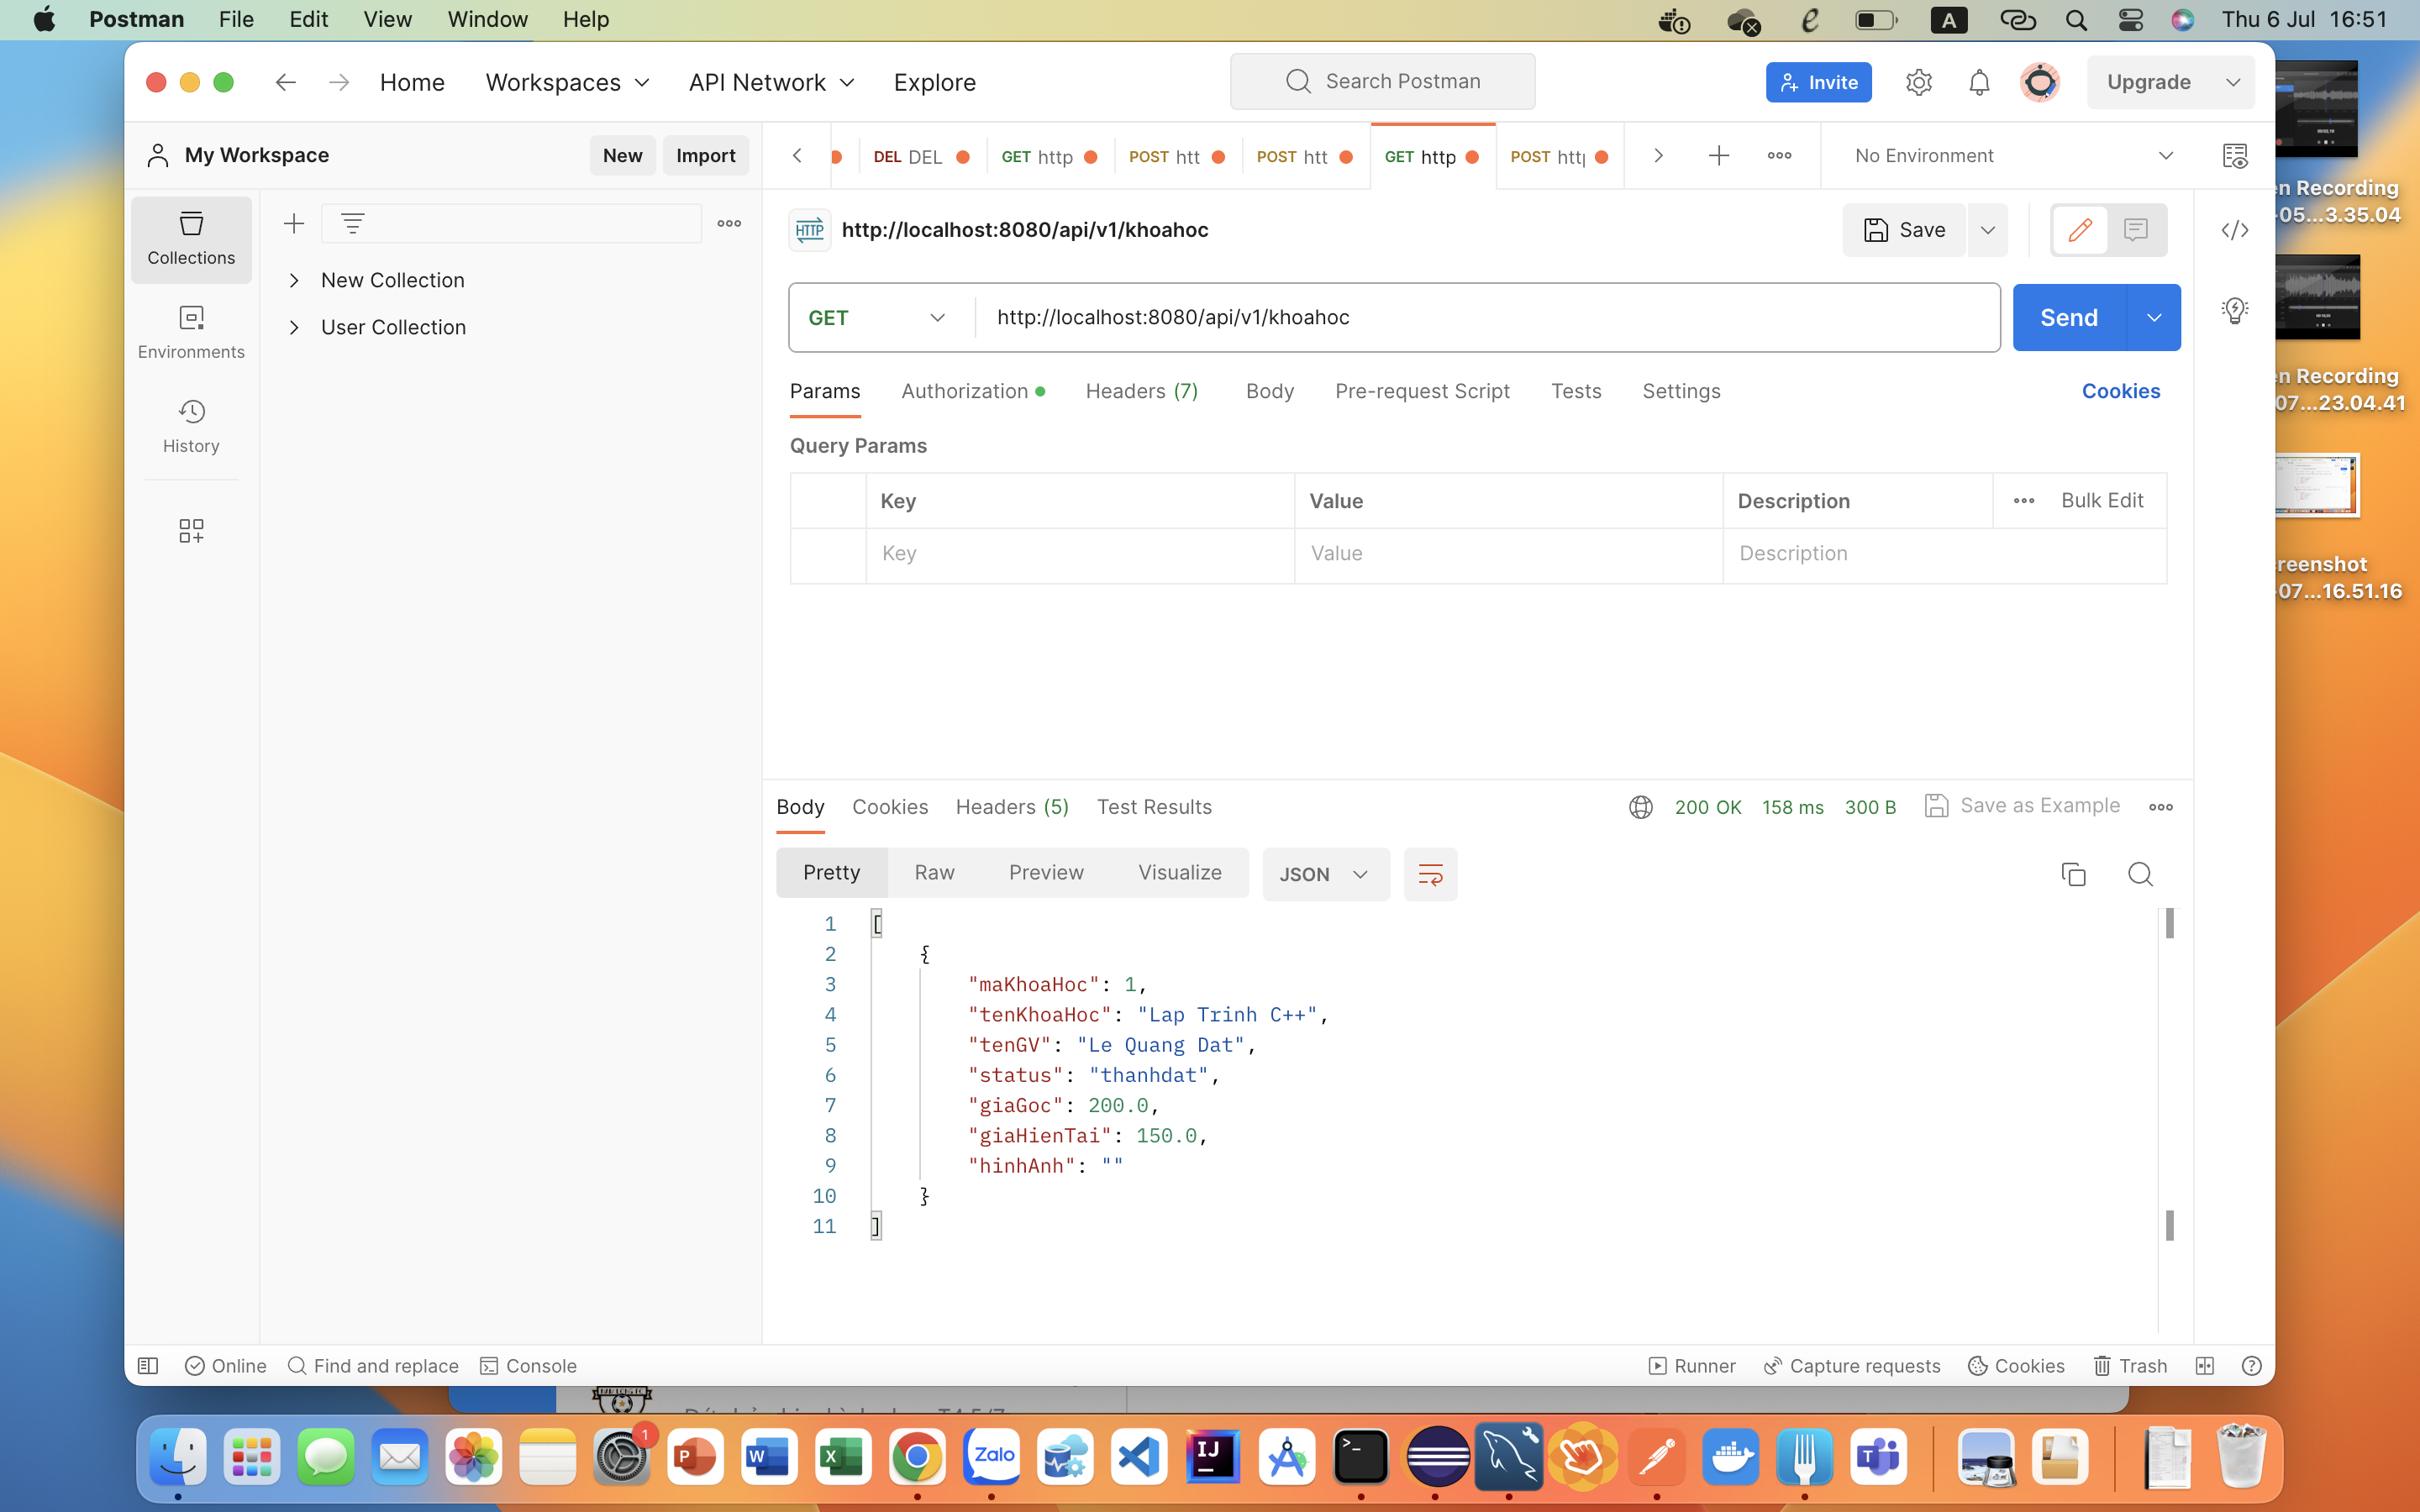 Postman File Edit View Window Help A Thu 6 Jul 16:51
Home Workspaces API Network Explore Search Postman Invite Upgrade
My Workspace New Import DEL DEL GET http POST htt POST htt GET http POST htt No Environment
Collections
Environments
History
New Collection
User Collection
HTTP http://localhost:8080/api/v1/khoahoc Save
GET http://localhost:8080/api/v1/khoahoc Send
Params Authorization Headers (7) Body Pre-request Script Tests Settings Cookies
Query Params
Key Value Description Bulk Edit
Key Value Description
Body Cookies Headers (5) Test Results 200 OK 158 ms 300 B Save as Example
Pretty Raw Preview Visualize JSON
1 [
2 {
3 "maKhoaHoc": 1,
4 "tenKhoaHoc": "Lap Trinh C++",
5 "tenGV": "Le Quang Dat",
6 "status": "thanhdat",
7 "giaGoc": 200.0,
8 "giaHienTai": 150.0,
9 "hinhAnh": ""
10 }
11 ]
Online Find and replace Console Runner Capture requests Cookies Trash
en Recording
-05...3.35.04
en Recording
07...23.04.41
creenshot
-07...16.51.16
1 P W X Zalo IJ T